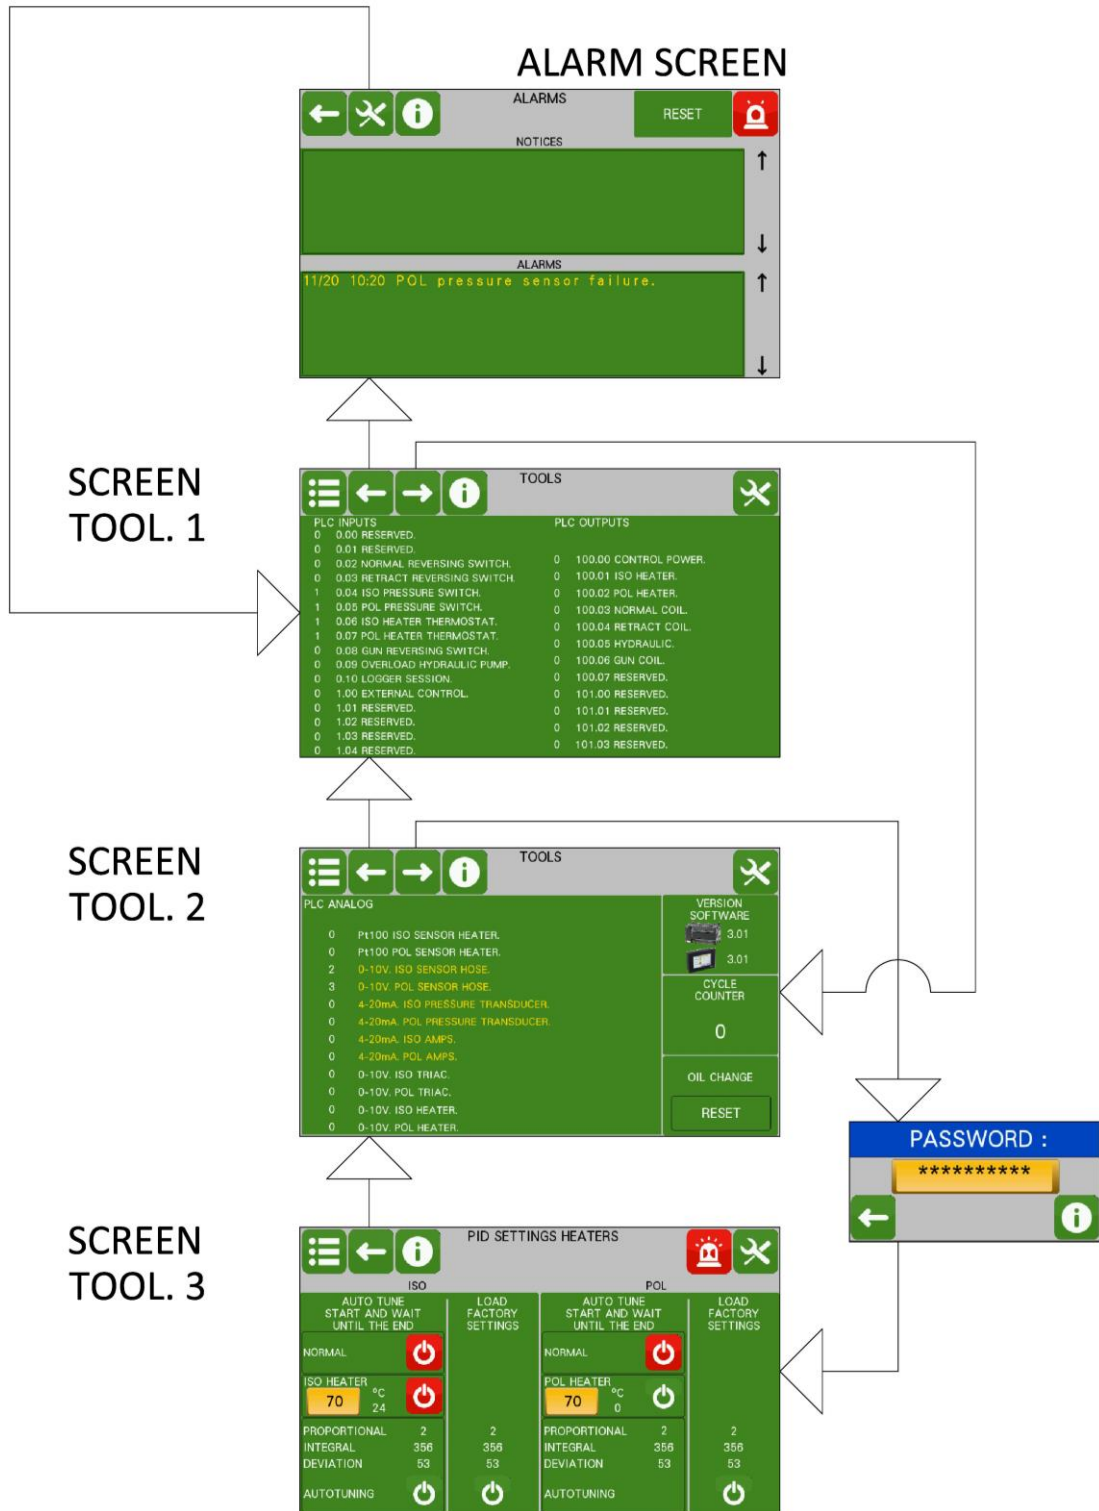 ALARM SCREEN
ALARMS
RESET
NOTICES
ALARMS
11/20 10:20 POL pressure sensor failure.
SCREEN
TOOL. 1
TOOLS
PLC INPUTS
0 0.00 RESERVED.
0 0.01 RESERVED.
0 0.02 NORMAL REVERSING SWITCH.
0 0.03 RETRACT REVERSING SWITCH.
1 0.04 ISO PRESSURE SWITCH.
1 0.05 POL PRESSURE SWITCH.
1 0.06 ISO HEATER THERMOSTAT.
1 0.07 POL HEATER THERMOSTAT.
0 0.08 GUN REVERSING SWITCH.
0 0.09 OVERLOAD HYDRAULIC PUMP.
0 0.10 LOGGER SESSION.
0 1.00 EXTERNAL CONTROL.
0 1.01 RESERVED.
0 1.02 RESERVED.
0 1.03 RESERVED.
0 1.04 RESERVED.
PLC OUTPUTS
0 100.00 CONTROL POWER.
0 100.01 ISO HEATER.
0 100.02 POL HEATER.
0 100.03 NORMAL COIL.
0 100.04 RETRACT COIL.
0 100.05 HYDRAULIC.
0 100.06 GUN COIL.
0 100.07 RESERVED.
0 101.00 RESERVED.
0 101.01 RESERVED.
0 101.02 RESERVED.
0 101.03 RESERVED.
SCREEN
TOOL. 2
TOOLS
PLC ANALOG
0 Pt100 ISO SENSOR HEATER.
0 Pt100 POL SENSOR HEATER.
2 0-10V. ISO SENSOR HOSE.
3 0-10V. POL SENSOR HOSE.
0 4-20mA. ISO PRESSURE TRANSDUCER.
0 4-20mA. POL PRESSURE TRANSDUCER.
0 4-20mA. ISO AMPS.
0 4-20mA. POL AMPS.
0 0-10V. ISO TRIAC.
0 0-10V. POL TRIAC.
0 0-10V. ISO HEATER.
0 0-10V. POL HEATER.
VERSION
SOFTWARE
3.01
3.01
CYCLE
COUNTER
0
OIL CHANGE
RESET
PASSWORD :
**********
SCREEN
TOOL. 3
PID SETTINGS HEATERS
ISO
AUTO TUNE
START AND WAIT
UNTIL THE END
NORMAL
ISO HEATER
70 ºC
24
PROPORTIONAL 2
INTEGRAL 356
DEVIATION 53
AUTOTUNING
LOAD
FACTORY
SETTINGS
2
356
53
POL
AUTO TUNE
START AND WAIT
UNTIL THE END
NORMAL
POL HEATER
70 ºC
0
PROPORTIONAL 2
INTEGRAL 356
DEVIATION 53
AUTOTUNING
LOAD
FACTORY
SETTINGS
2
356
53